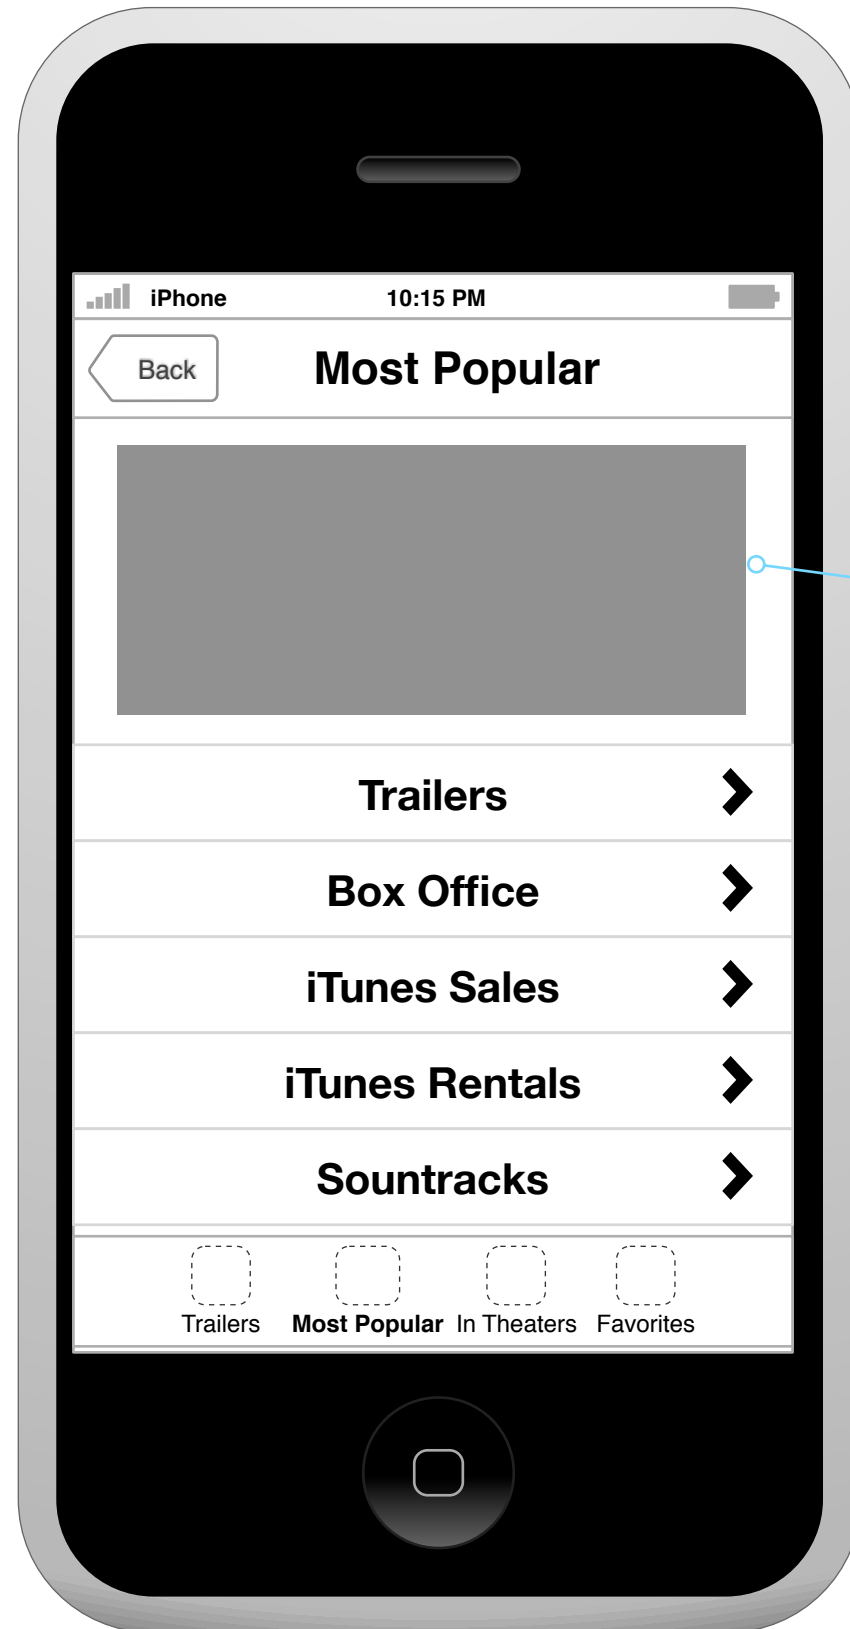 iPhone 10:15 PM
Back Most Popular
Trailers
Box Office
iTunes Sales
iTunes Rentals
Sountracks
Trailers Most Popular In Theaters Favorites